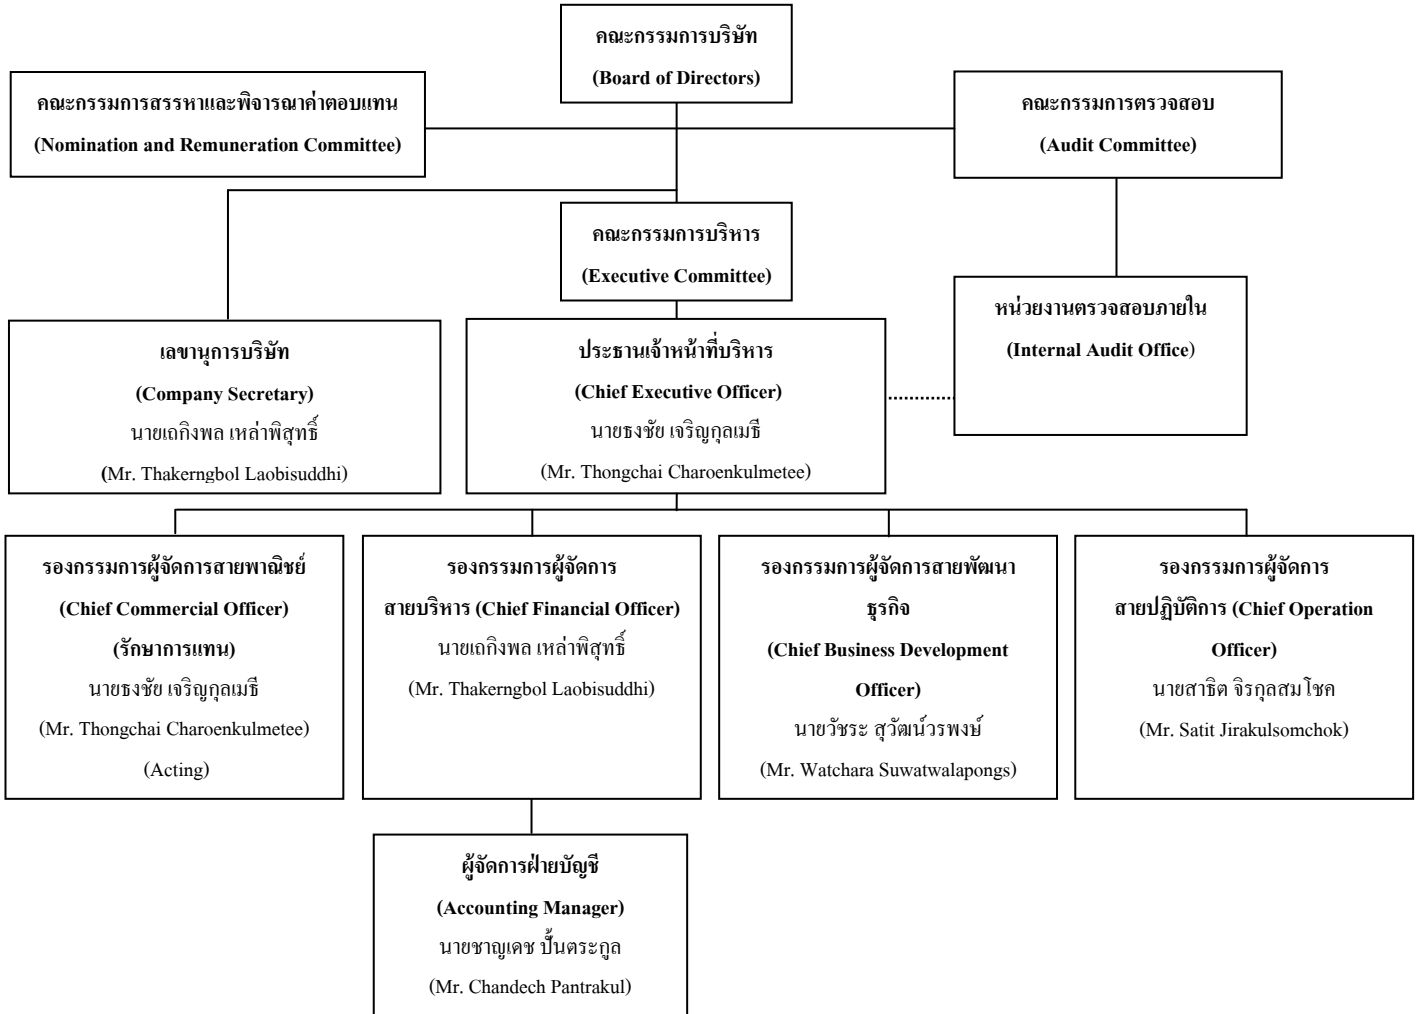 คณะกรรมการบริษัท
(Board of Directors)
คณะกรรมการสรรหาและพิจารณาค่าตอบแทน
(Nomination and Remuneration Committee)
คณะกรรมการตรวจสอบ
(Audit Committee)
คณะกรรมการบริหาร
(Executive Committee)
หน่วยงานตรวจสอบภายใน
(Internal Audit Office)
เลขานุการบริษัท
(Company Secretary)
นายเถกิงพล เหล่าพิสุทธิ์
(Mr. Thakerngbol Laobisuddhi)
ประธานเจ้าหน้าที่บริหาร
(Chief Executive Officer)
นายธงชัย เจริญกุลเมธี
(Mr. Thongchai Charoenkulmetee)
รองกรรมการผู้จัดการสายพาณิชย์
(Chief Commercial Officer)
(รักษาการแทน)
นายธงชัย เจริญกุลเมธี
(Mr. Thongchai Charoenkulmetee)
(Acting)
รองกรรมการผู้จัดการ
สายบริหาร (Chief Financial Officer)
นายเถกิงพล เหล่าพิสุทธิ์
(Mr. Thakerngbol Laobisuddhi)
รองกรรมการผู้จัดการสายพัฒนา
ธุรกิจ
(Chief Business Development
Officer)
นายวัชระ สุวัฒน์วรพงษ์
(Mr. Watchara Suwatwalapongs)
รองกรรมการผู้จัดการ
สายปฏิบัติการ (Chief Operation
Officer)
นายสาธิต จิรกุลสมโชค
(Mr. Satit Jirakulsomchok)
ผู้จัดการฝ่ายบัญชี
(Accounting Manager)
นายชาญเดช ปั้นตระกูล
(Mr. Chandech Pantrakul)